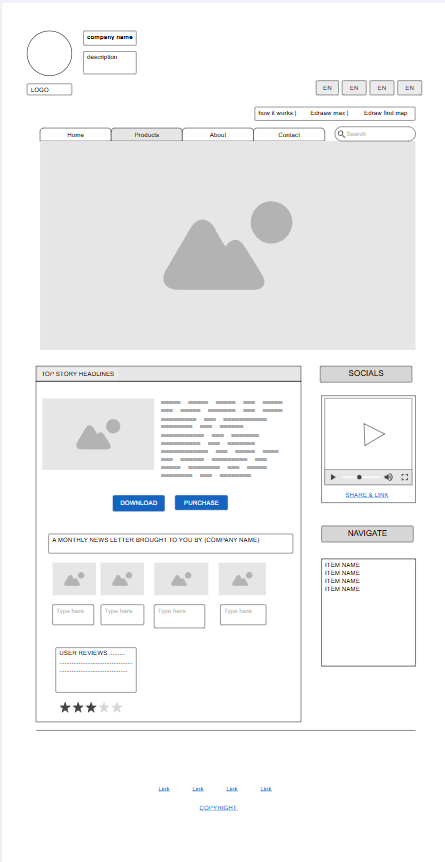 company name
description
LOGO
EN EN EN EN
how it works | Edraaw max | Edraw find map
Home Products About Contact Search
TOP STORY HEADLINES
SOCIALS
DOWNLOAD PURCHASE
SHARE & LINK
NAVIGATE
A MONTHLY NEWS LETTER BROUGHT TO YOU BY (COMPANY NAME)
ITEM NAME
ITEM NAME
ITEM NAME
ITEM NAME
Type here Type here Type here Type here
USER REVIEWS .........
Link Link Link Link
COPYRIGHT